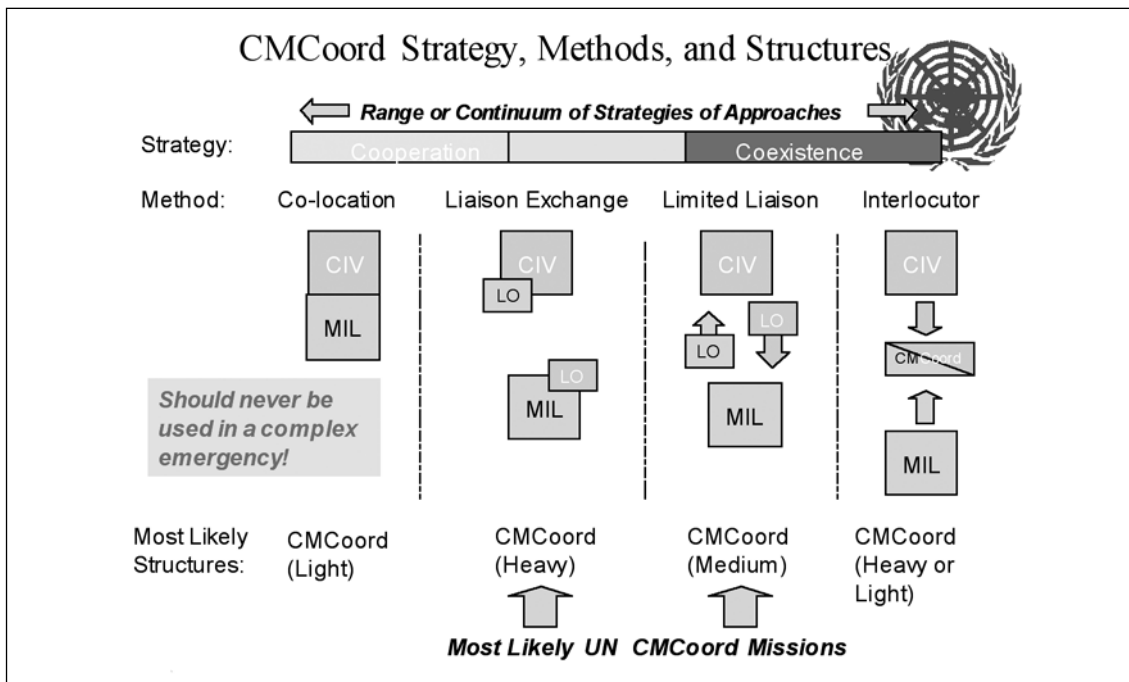 CMCoord Strategy, Methods, and Structures
Range or Continuum of Strategies of Approaches
Strategy:
Cooperation
Coexistence
Method:
Co-location
Liaison Exchange
Limited Liaison
Interlocutor
CIV
MIL
CIV
LO
LO
MIL
CIV
LO
LO
MIL
CIV
CMCoord
MIL
Should never be
used in a complex
emergency!
Most Likely
Structures:
CMCoord
(Light)
CMCoord
(Heavy)
CMCoord
(Medium)
CMCoord
(Heavy or
Light)
Most Likely UN CMCoord Missions